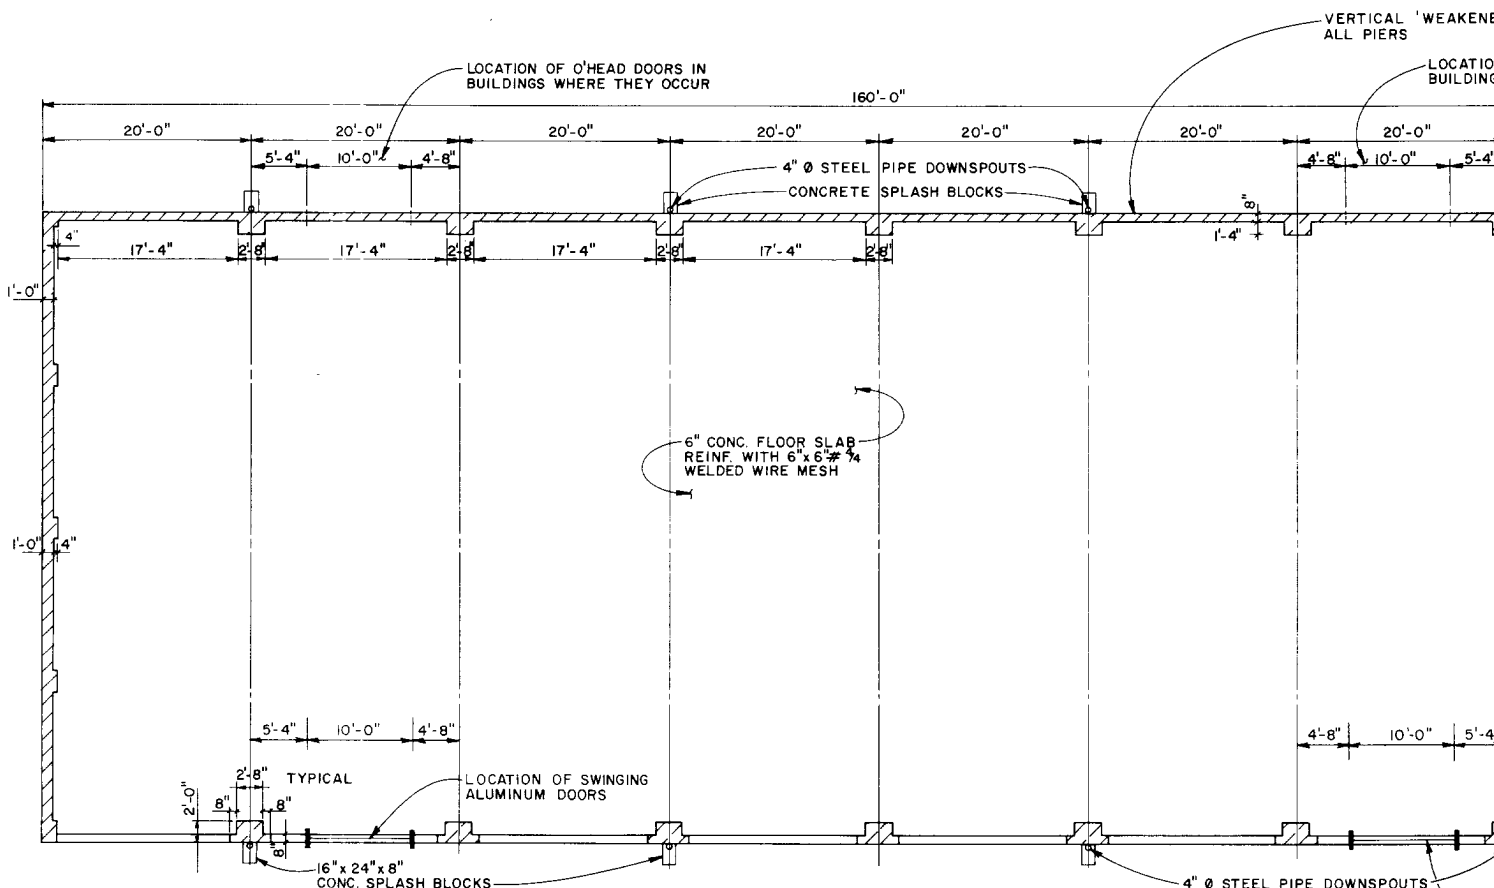 VERTICAL 'WEAKENE
ALL PIERS
LOCATION OF O'HEAD DOORS IN
BUILDINGS WHERE THEY OCCUR
LOCATIO
BUILDING
160'-0"
20'-0"
20'-0"
20'-0"
20'-0"
20'-0"
20'-0"
20'-0"
5'-4"
10'-0"
4'-8"
4" Ø STEEL PIPE DOWNSPOUTS
CONCRETE SPLASH BLOCKS
4'-8"
10'-0"
5'-4"
8"
1'-4"
4"
17'-4"
2'-8"
17'-4"
2'-8"
17'-4"
2'-8"
17'-4"
2'-8"
1'-0"
6" CONC. FLOOR SLAB
REINF. WITH 6"x 6"# 4/4
WELDED WIRE MESH
1'-0"
4"
5'-4"
10'-0"
4'-8"
4'-8"
10'-0"
5'-4
2'-8"
TYPICAL
LOCATION OF SWINGING
ALUMINUM DOORS
2'-0"
8"
8"
8"
16" x 24" x 8"
CONC. SPLASH BLOCKS
4" Ø STEEL PIPE DOWNSPOUTS